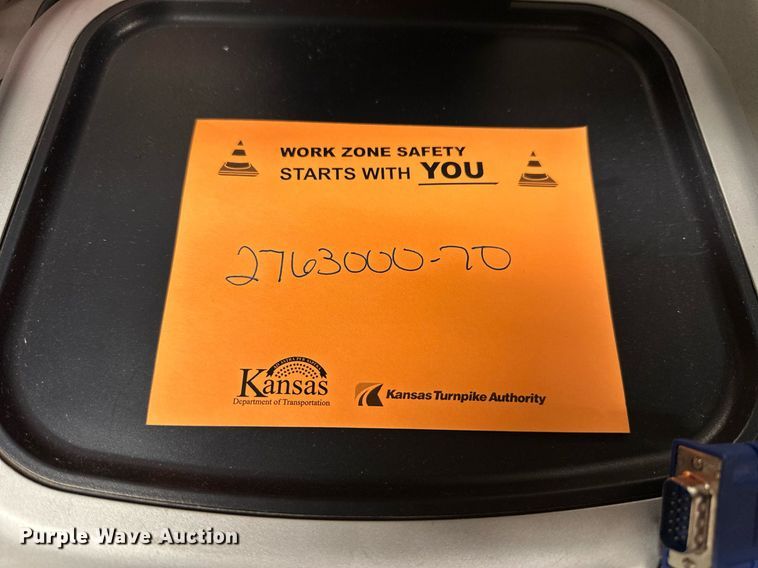 WORK ZONE SAFETY
STARTS WITH YOU
2763000-70
Kansas
Department of Transportation
Kansas Turnpike Authority
Purple Wave Auction